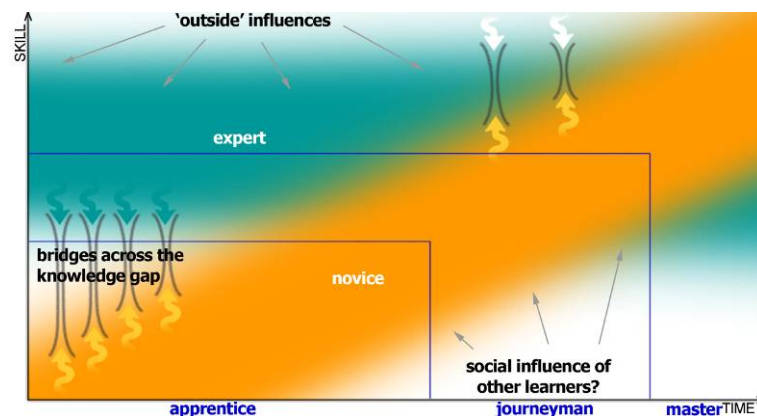 'outside' influences
SKILL
expert
bridges across the
knowledge gap
novice
social influence of
other learners?
apprentice
journeyman
master
TIME